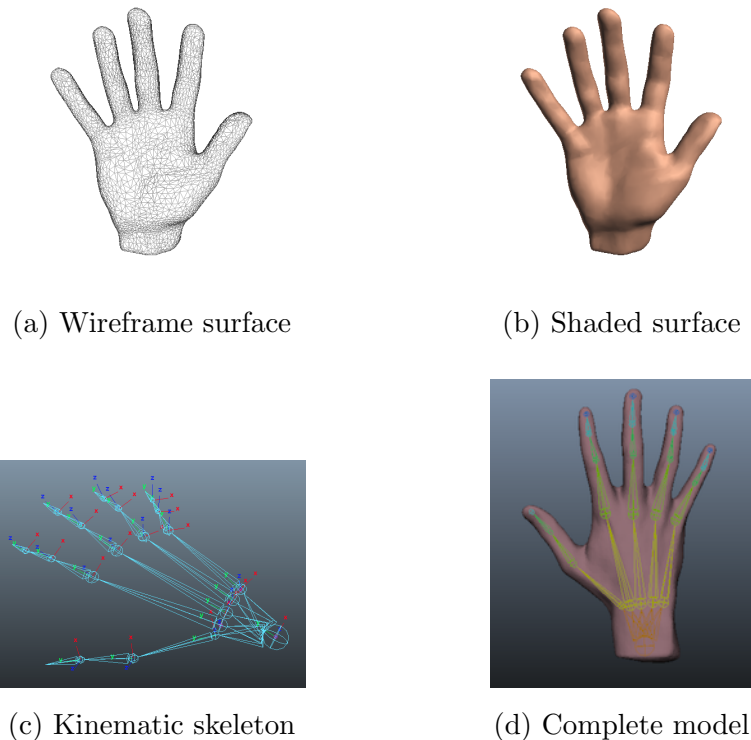 (a) Wireframe surface
(b) Shaded surface
(c) Kinematic skeleton
(d) Complete model